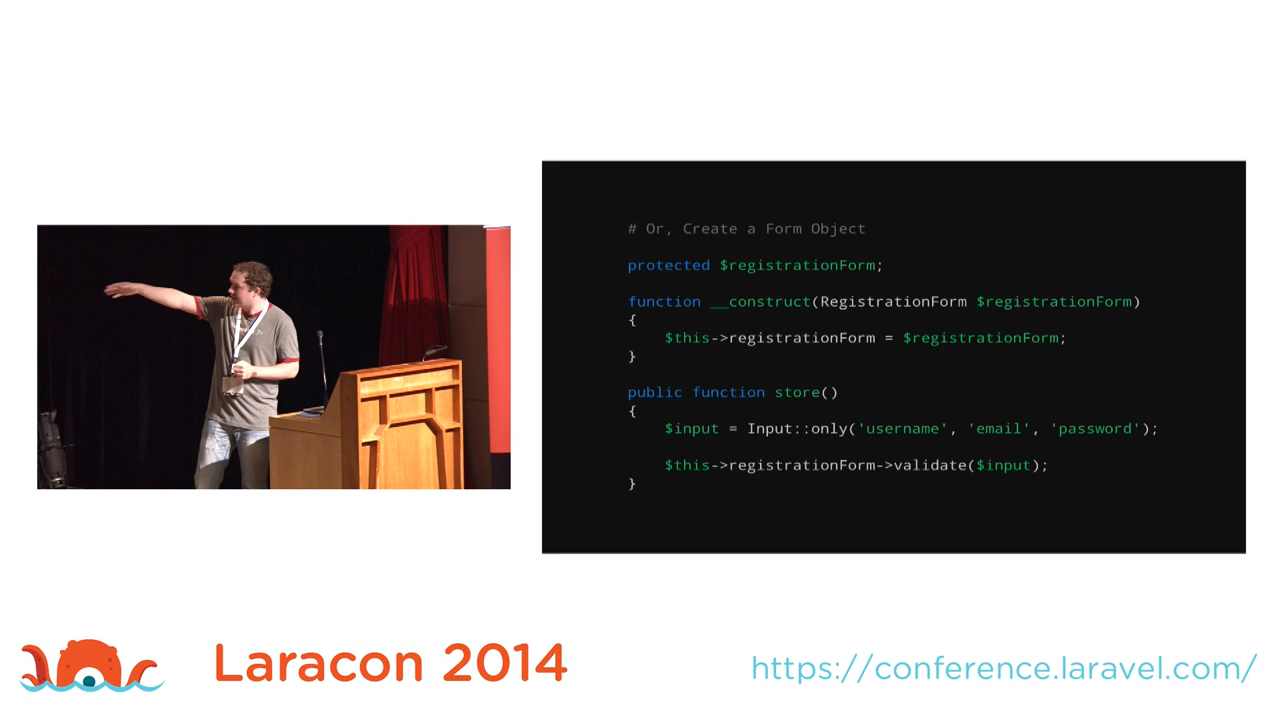 # Or, Create a Form Object
protected $registrationForm;
function __construct(RegistrationForm $registrationForm)
{
$this->registrationForm = $registrationForm;
}
public function store()
{
$input = Input::only('username', 'email', 'password');
$this->registrationForm->validate($input);
}
Laracon 2014
https://conference.laravel.com/